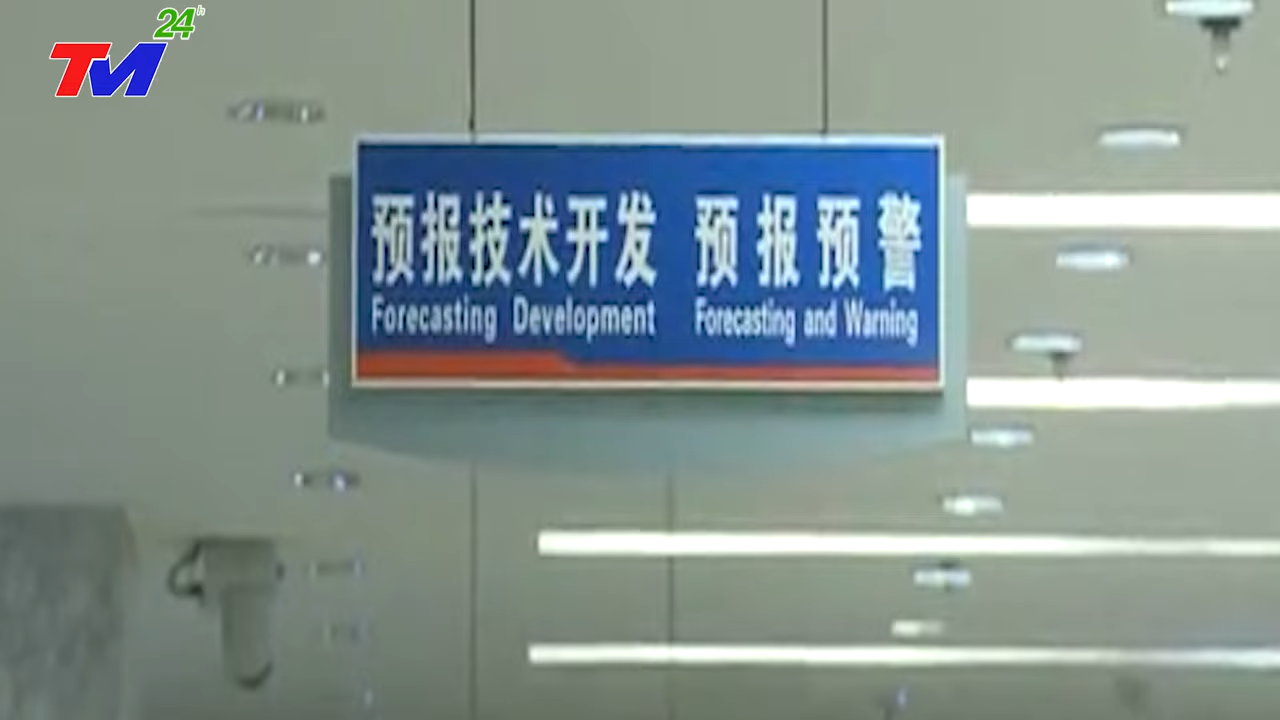 24h
TM
预报技术开发 预报预警
Forecasting Development Forecasting and Warning